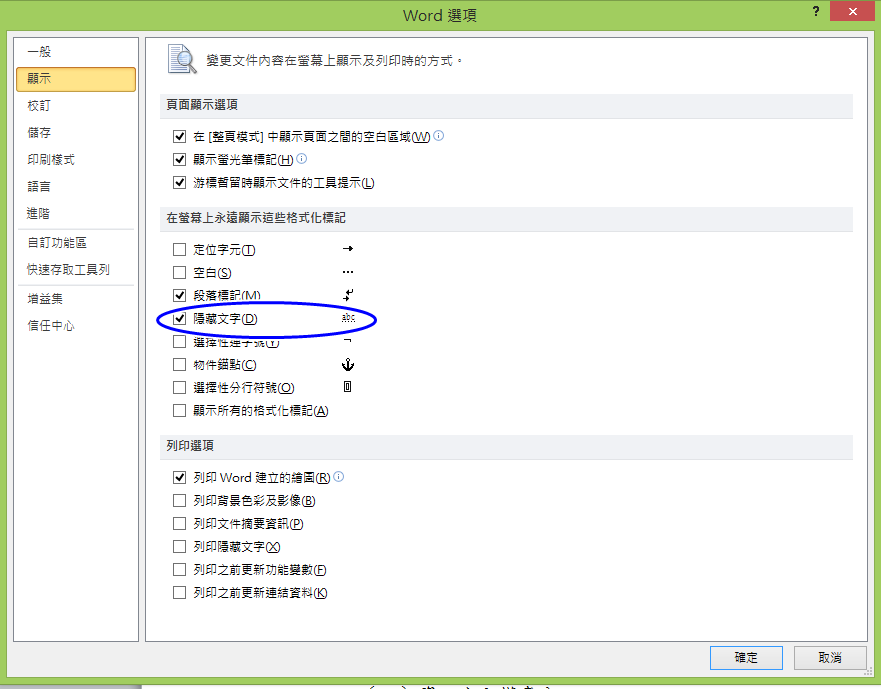 Word 選項
?
一般
顯示
校訂
儲存
印刷樣式
語言
進階
自訂功能區
快速存取工具列
增益集
信任中心
變更文件內容在螢幕上顯示及列印時的方式。
頁面顯示選項
在 [整頁模式] 中顯示頁面之間的空白區域(W)
顯示螢光筆標記(H)
游標暫留時顯示文件的工具提示(L)
在螢幕上永遠顯示這些格式化標記
定位字元(T)
空白(S)
段落標記(M)
隱藏文字(D) abc
選擇性連字號(Y)
物件錨點(C)
選擇性分行符號(O)
顯示所有的格式化標記(A)
列印選項
列印 Word 建立的繪圖(R)
列印背景色彩及影像(B)
列印文件摘要資訊(P)
列印隱藏文字(X)
列印之前更新功能變數(F)
列印之前更新連結資料(K)
確定
取消